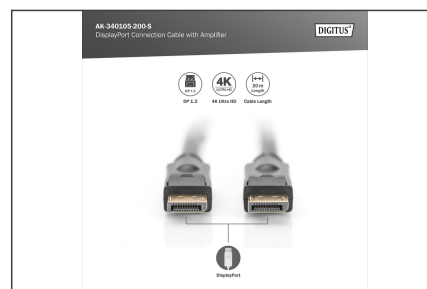 AK-340105-200-S
DisplayPort Connection Cable with Amplifier
DIGITUS®
DP 1.2
4K
ULTRA HD
20 m
Length
DP 1.2
4K Ultra HD
Cable Length
DisplayPort